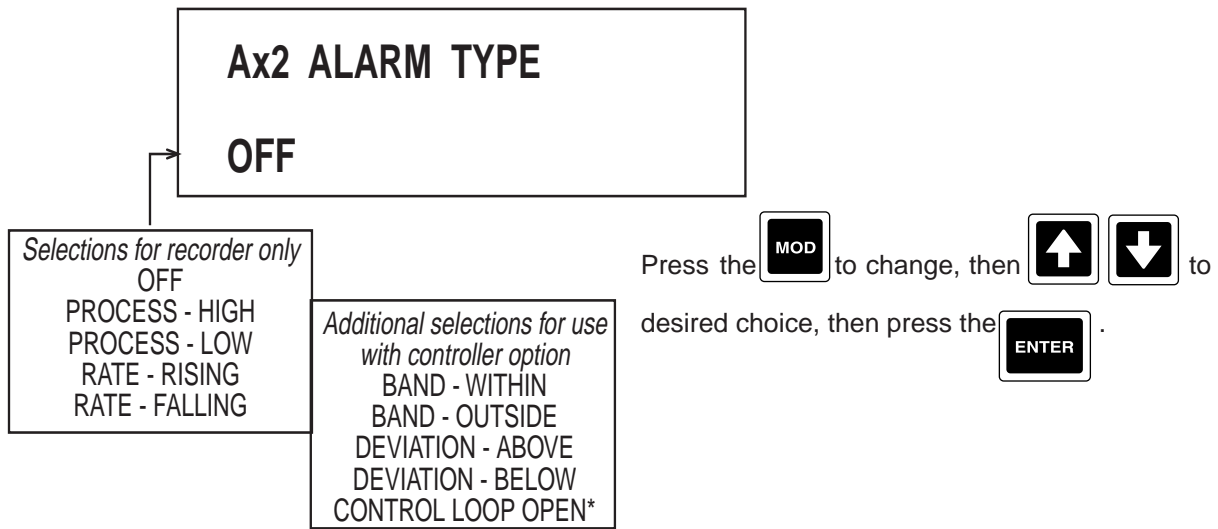 Ax2 ALARM TYPE
OFF
Selections for recorder only
OFF
PROCESS - HIGH
PROCESS - LOW
RATE - RISING
RATE - FALLING
Additional selections for use
with controller option
BAND - WITHIN
BAND - OUTSIDE
DEVIATION - ABOVE
DEVIATION - BELOW
CONTROL LOOP OPEN*
Press the MOD to change, then to
desired choice, then press the ENTER .